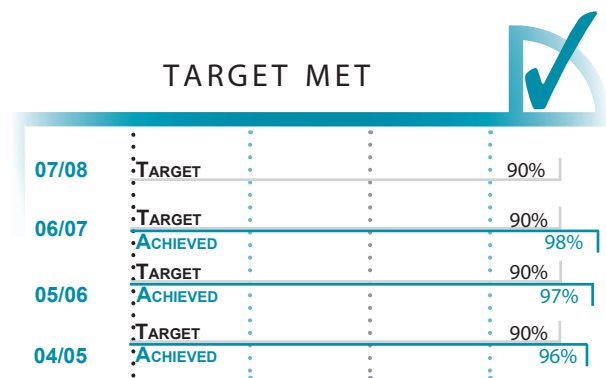 TARGET MET
07/08 TARGET 90%
06/07 TARGET 90%
ACHIEVED 98%
05/06 TARGET 90%
ACHIEVED 97%
04/05 TARGET 90%
ACHIEVED 96%